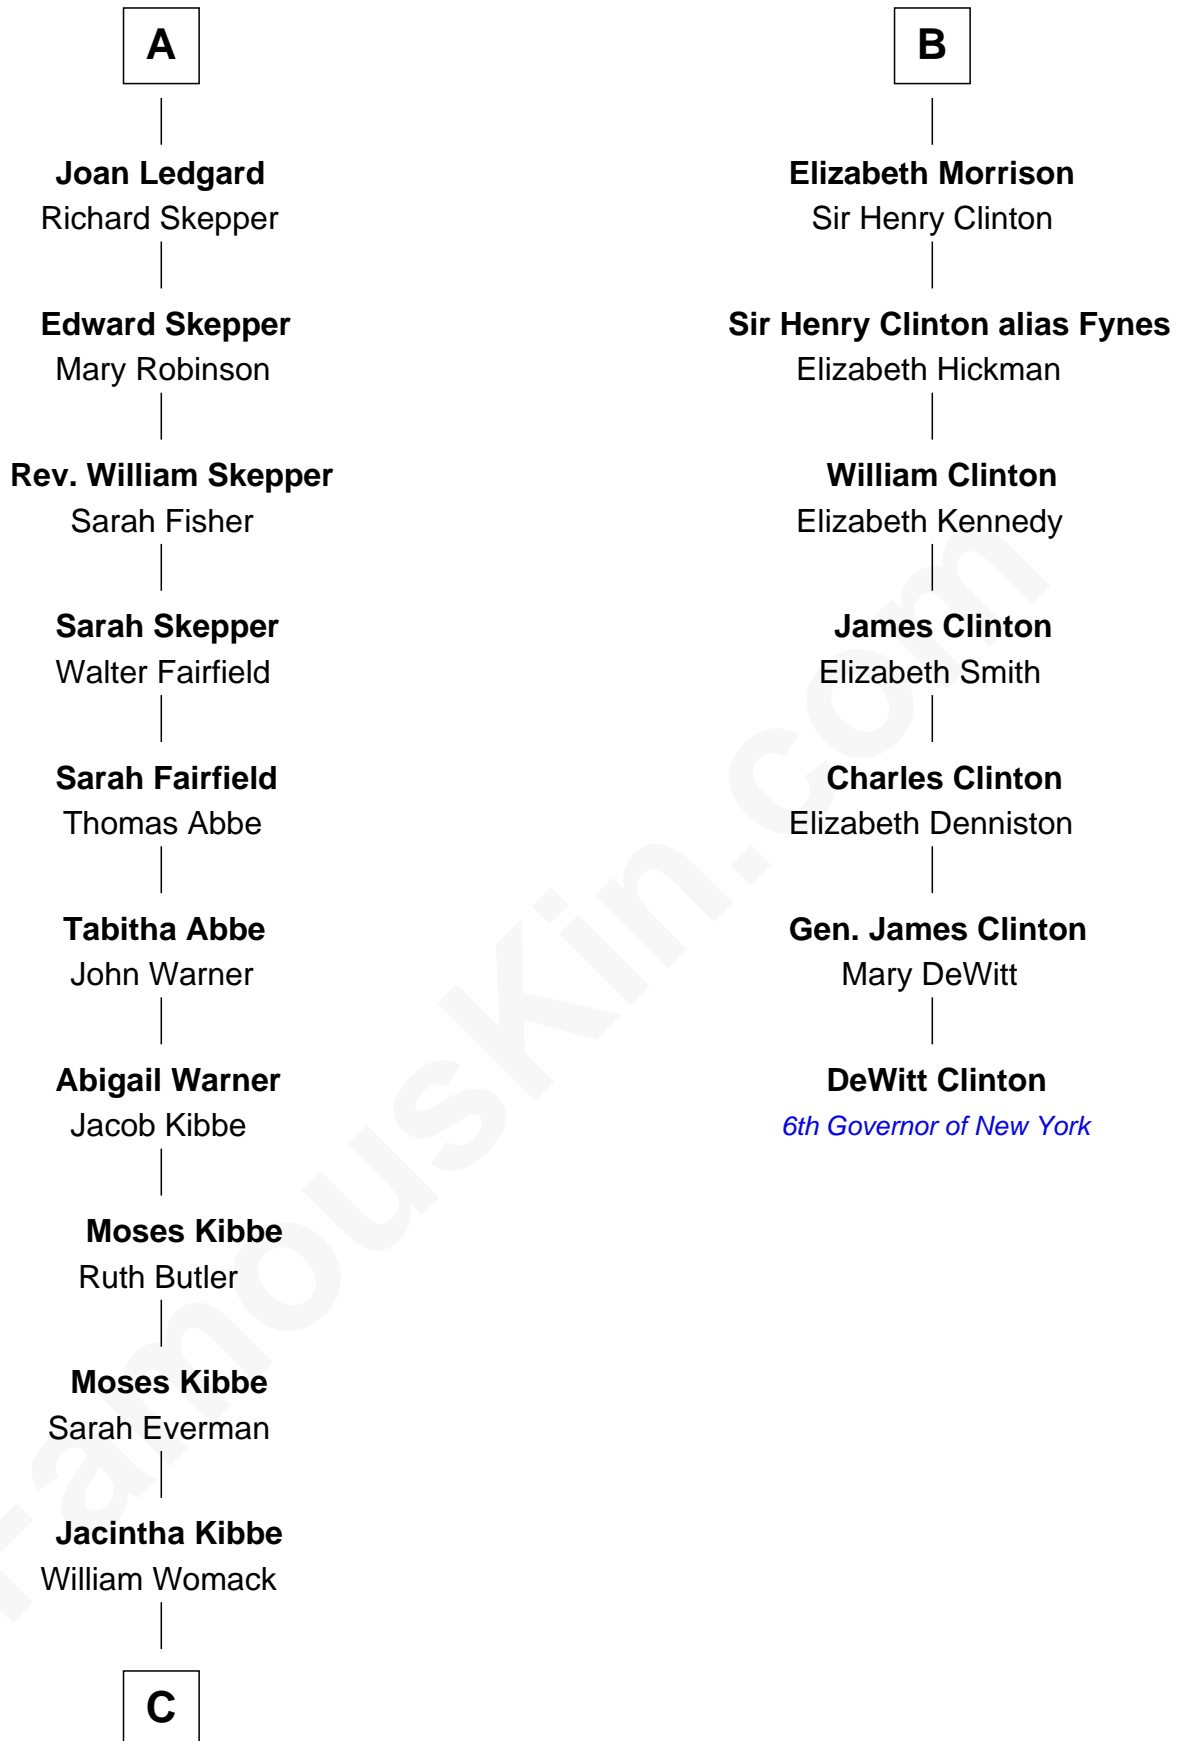 A
Joan Ledgard
Richard Skepper
Edward Skepper
Mary Robinson
Rev. William Skepper
Sarah Fisher
Sarah Skepper
Walter Fairfield
Sarah Fairfield
Thomas Abbe
Tabitha Abbe
John Warner
Abigail Warner
Jacob Kibbe
Moses Kibbe
Ruth Butler
Moses Kibbe
Sarah Everman
Jacintha Kibbe
William Womack
C
B
Elizabeth Morrison
Sir Henry Clinton
Sir Henry Clinton alias Fynes
Elizabeth Hickman
William Clinton
Elizabeth Kennedy
James Clinton
Elizabeth Smith
Charles Clinton
Elizabeth Denniston
Gen. James Clinton
Mary DeWitt
DeWitt Clinton
6th Governor of New York
FamousKin.com